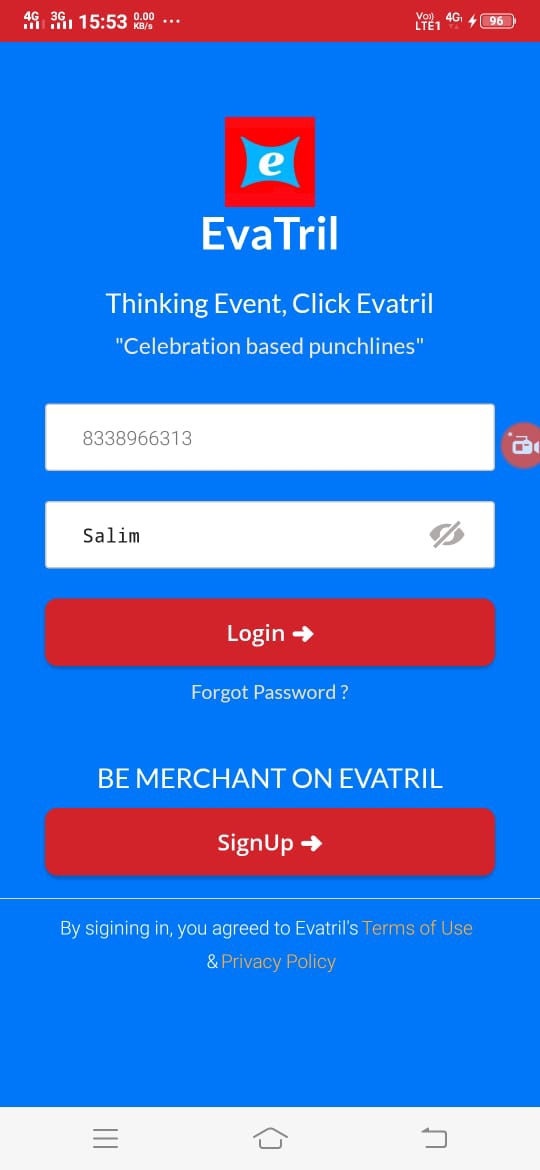 4G 3G 15:53 0.00 KB/s ...
Vo)) LTE1 4G 96
e
EvaTril
Thinking Event, Click Evatril
"Celebration based punchlines"
8338966313
Salim
Login ➔
Forgot Password ?
BE MERCHANT ON EVATRIL
SignUp ➔
By sigining in, you agreed to Evatril's Terms of Use
& Privacy Policy